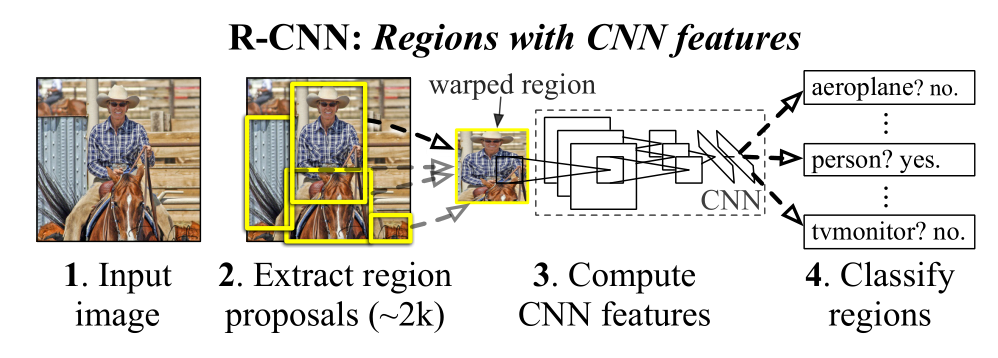 R-CNN: Regions with CNN features
warped region
aeroplane? no.
person? yes.
tvmonitor? no.
CNN
1. Input
image
2. Extract region
proposals (~2k)
3. Compute
CNN features
4. Classify
regions